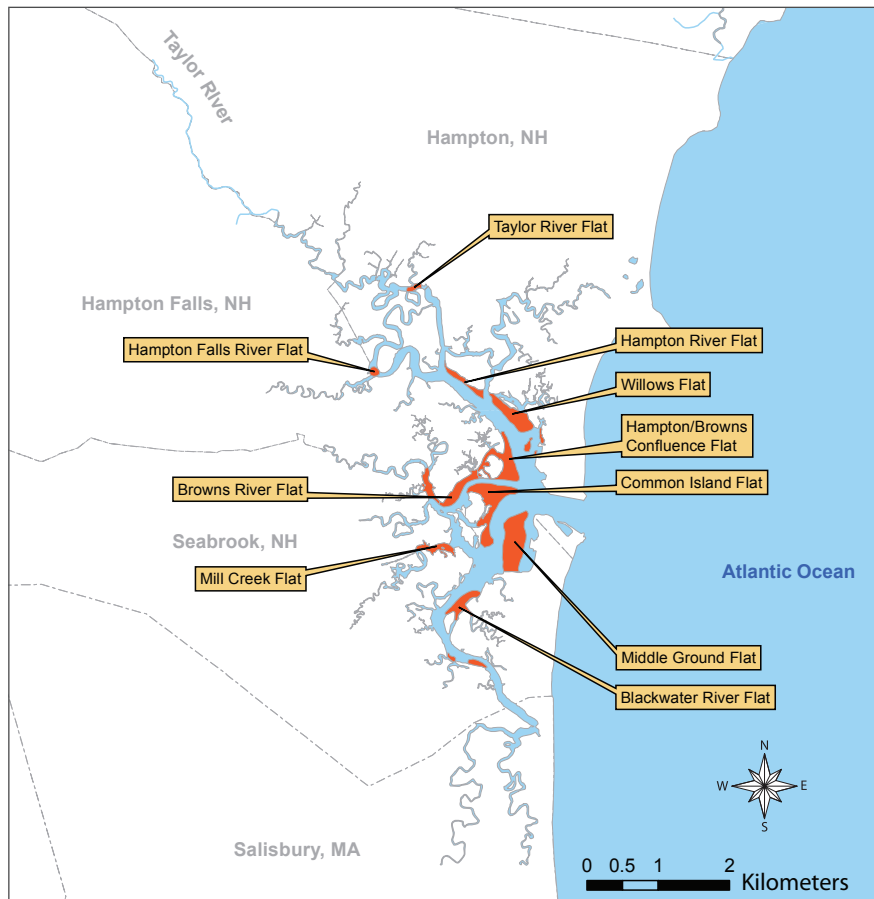 Taylor RIver
Hampton, NH
Taylor River Flat
Hampton Falls, NH
Hampton River Flat
Hampton Falls River Flat
Willows Flat
Hampton/Browns
Confluence Flat
Browns River Flat
Common Island Flat
Seabrook, NH
Mill Creek Flat
Atlantic Ocean
Middle Ground Flat
Blackwater River Flat
N
W E
S
Salisbury, MA
0 0.5 1 2
Kilometers